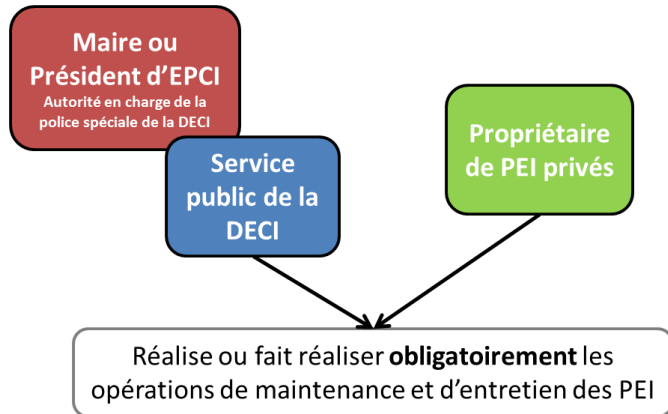 Maire ou
Président d’EPCI
Autorité en charge de la
police spéciale de la DECI
Service
public de la
DECI
Propriétaire
de PEI privés
Réalise ou fait réaliser obligatoirement les
opérations de maintenance et d’entretien des PEI